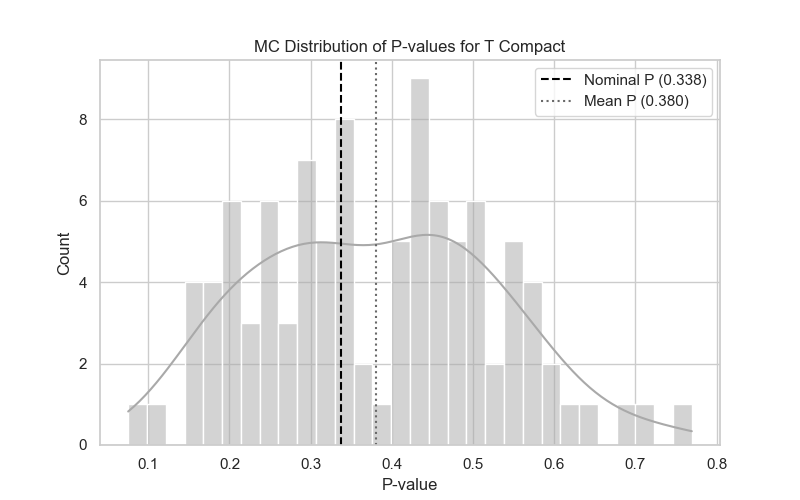 MC Distribution of P-values for T Compact
Nominal P (0.338)
Mean P (0.380)
Count
8
6
4
2
0
0.1 0.2 0.3 0.4 0.5 0.6 0.7 0.8
P-value